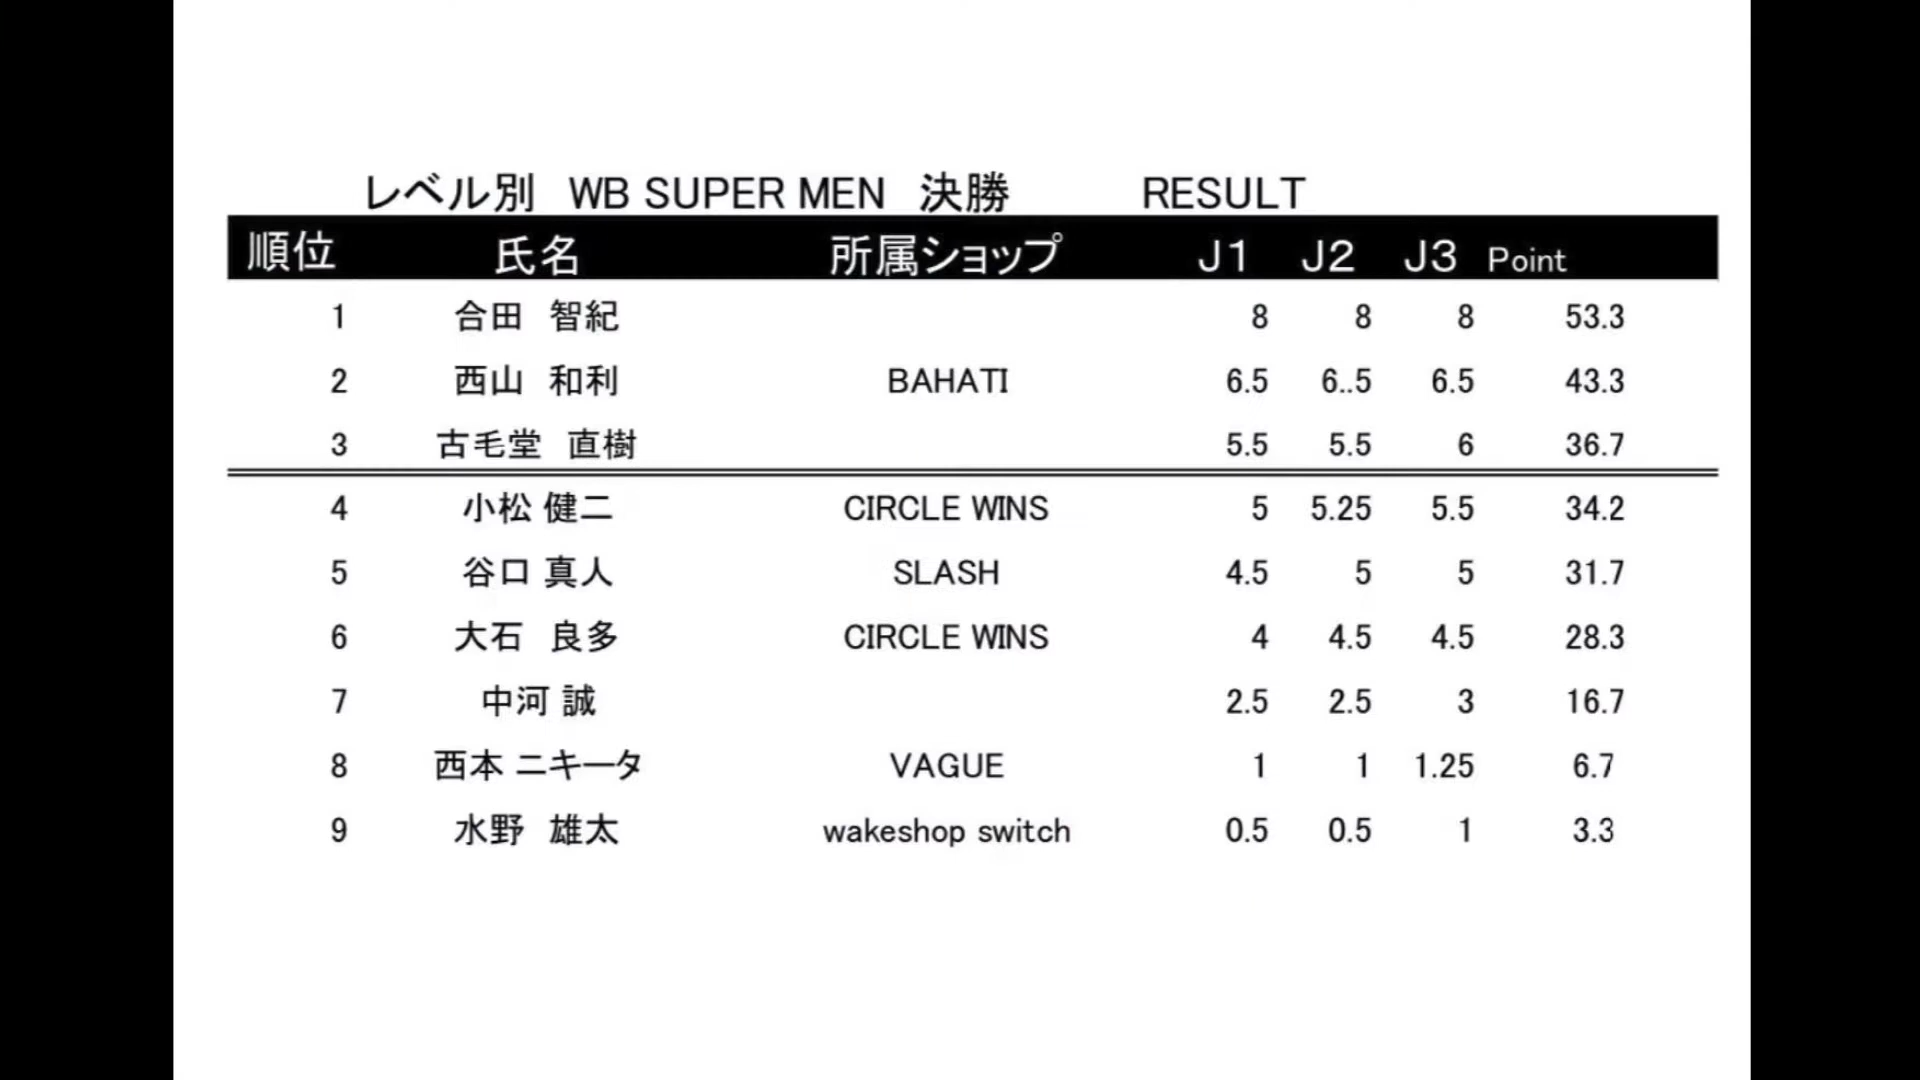 レベル別 WB SUPER MEN 決勝 RESULT
順位 氏名 所属ショップ J1 J2 J3 Point
1 合田 智紀 8 8 8 53.3
2 西山 和利 BAHATI 6.5 6..5 6.5 43.3
3 古毛堂 直樹 5.5 5.5 6 36.7
4 小松 健二 CIRCLE WINS 5 5.25 5.5 34.2
5 谷口 真人 SLASH 4.5 5 5 31.7
6 大石 良多 CIRCLE WINS 4 4.5 4.5 28.3
7 中河 誠 2.5 2.5 3 16.7
8 西本 ニキータ VAGUE 1 1 1.25 6.7
9 水野 雄太 wakeshop switch 0.5 0.5 1 3.3